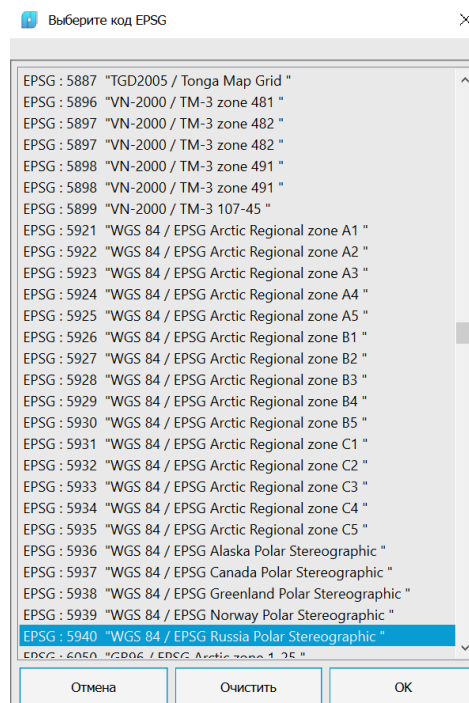 Выберите код EPSG
EPSG : 5887 "TGD2005 / Tonga Map Grid "
EPSG : 5896 "VN-2000 / TM-3 zone 481 "
EPSG : 5897 "VN-2000 / TM-3 zone 482 "
EPSG : 5897 "VN-2000 / TM-3 zone 482 "
EPSG : 5898 "VN-2000 / TM-3 zone 491 "
EPSG : 5898 "VN-2000 / TM-3 zone 491 "
EPSG : 5899 "VN-2000 / TM-3 107-45 "
EPSG : 5921 "WGS 84 / EPSG Arctic Regional zone A1 "
EPSG : 5922 "WGS 84 / EPSG Arctic Regional zone A2 "
EPSG : 5923 "WGS 84 / EPSG Arctic Regional zone A3 "
EPSG : 5924 "WGS 84 / EPSG Arctic Regional zone A4 "
EPSG : 5925 "WGS 84 / EPSG Arctic Regional zone A5 "
EPSG : 5926 "WGS 84 / EPSG Arctic Regional zone B1 "
EPSG : 5927 "WGS 84 / EPSG Arctic Regional zone B2 "
EPSG : 5928 "WGS 84 / EPSG Arctic Regional zone B3 "
EPSG : 5929 "WGS 84 / EPSG Arctic Regional zone B4 "
EPSG : 5930 "WGS 84 / EPSG Arctic Regional zone B5 "
EPSG : 5931 "WGS 84 / EPSG Arctic Regional zone C1 "
EPSG : 5932 "WGS 84 / EPSG Arctic Regional zone C2 "
EPSG : 5933 "WGS 84 / EPSG Arctic Regional zone C3 "
EPSG : 5934 "WGS 84 / EPSG Arctic Regional zone C4 "
EPSG : 5935 "WGS 84 / EPSG Arctic Regional zone C5 "
EPSG : 5936 "WGS 84 / EPSG Alaska Polar Stereographic "
EPSG : 5937 "WGS 84 / EPSG Canada Polar Stereographic "
EPSG : 5938 "WGS 84 / EPSG Greenland Polar Stereographic "
EPSG : 5939 "WGS 84 / EPSG Norway Polar Stereographic "
EPSG : 5940 "WGS 84 / EPSG Russia Polar Stereographic "
EPSG : 6050 "GR96 / EPSG Arctic zone 1-25 "
Отмена
Очистить
OK